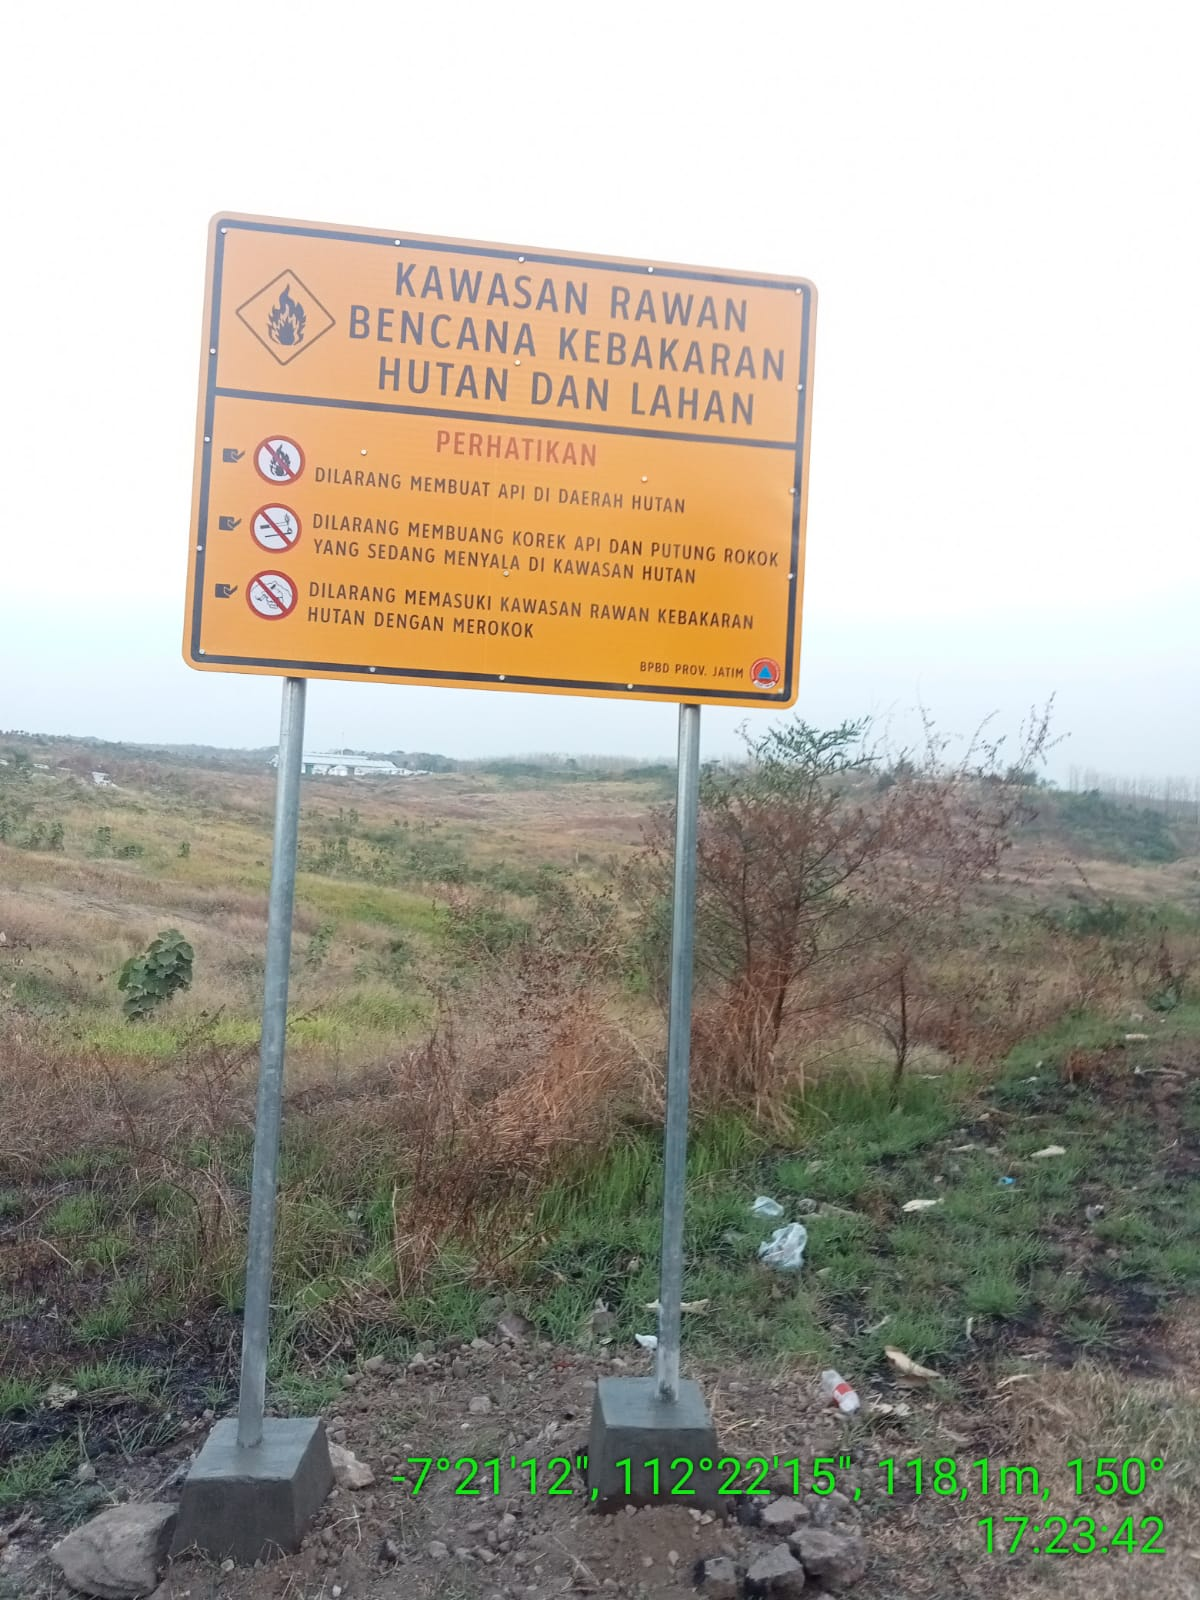 KAWASAN RAWAN
BENCANA KEBAKARAN
HUTAN DAN LAHAN
PERHATIKAN
DILARANG MEMBUAT API DI DAERAH HUTAN
DILARANG MEMBUANG KOREK API DAN PUTUNG ROKOK
YANG SEDANG MENYALA DI KAWASAN HUTAN
DILARANG MEMASUKI KAWASAN RAWAN KEBAKARAN
HUTAN DENGAN MEROKOK
BPBD PROV. JATIM
-7°21'12", 112°22'15", 118,1m, 150°
17:23:42